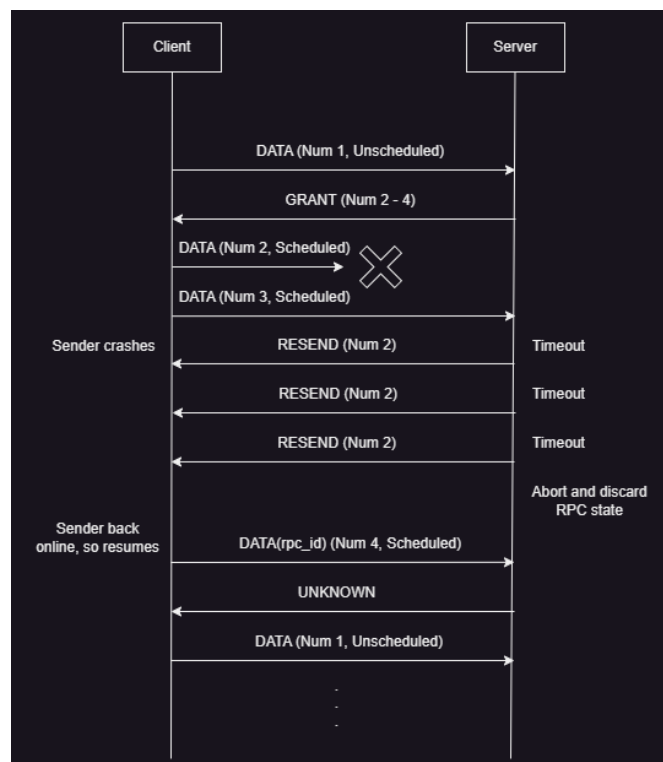 Client
Server
DATA (Num 1, Unscheduled)
GRANT (Num 2 - 4)
DATA (Num 2, Scheduled)
DATA (Num 3, Scheduled)
Sender crashes
RESEND (Num 2)
Timeout
RESEND (Num 2)
Timeout
RESEND (Num 2)
Timeout
Abort and discard
RPC state
Sender back
online, so resumes
DATA(rpc_id) (Num 4, Scheduled)
UNKNOWN
DATA (Num 1, Unscheduled)
.
.
.